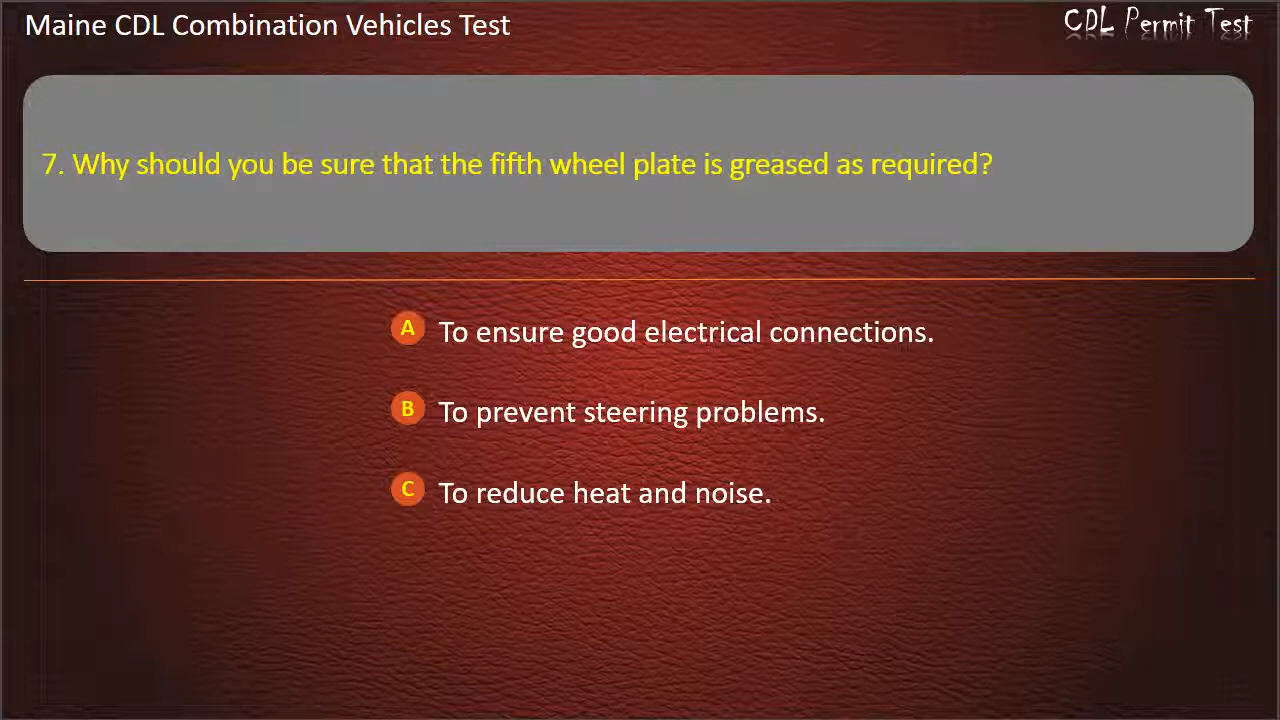 Maine CDL Combination Vehicles Test
CDL Permit Test
7. Why should you be sure that the fifth wheel plate is greased as required?
A To ensure good electrical connections.
B To prevent steering problems.
C To reduce heat and noise.